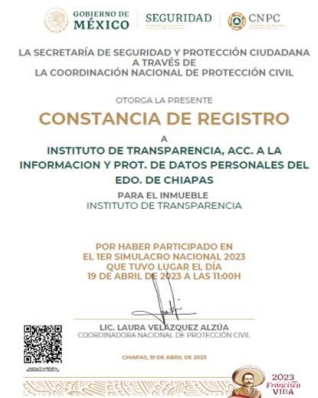 GOBIERNO DE
MÉXICO
SEGURIDAD
CNPC
LA SECRETARÍA DE SEGURIDAD Y PROTECCIÓN CIUDADANA
A TRAVÉS DE
LA COORDINACIÓN NACIONAL DE PROTECCIÓN CIVIL
OTORGA LA PRESENTE
CONSTANCIA DE REGISTRO
A
INSTITUTO DE TRANSPARENCIA, ACC. A LA
INFORMACION Y PROT. DE DATOS PERSONALES DEL
EDO. DE CHIAPAS
PARA EL INMUEBLE
INSTITUTO DE TRANSPARENCIA
POR HABER PARTICIPADO EN
EL 1ER SIMULACRO NACIONAL 2023
QUE TUVO LUGAR EL DÍA
19 DE ABRIL DE 2023 A LAS 11:00H
LIC. LAURA VELÁZQUEZ ALZÚA
COORDINADORA NACIONAL DE PROTECCIÓN CIVIL
CHIAPAS, 19 DE ABRIL DE 2023
2023
Francisco
VILLA